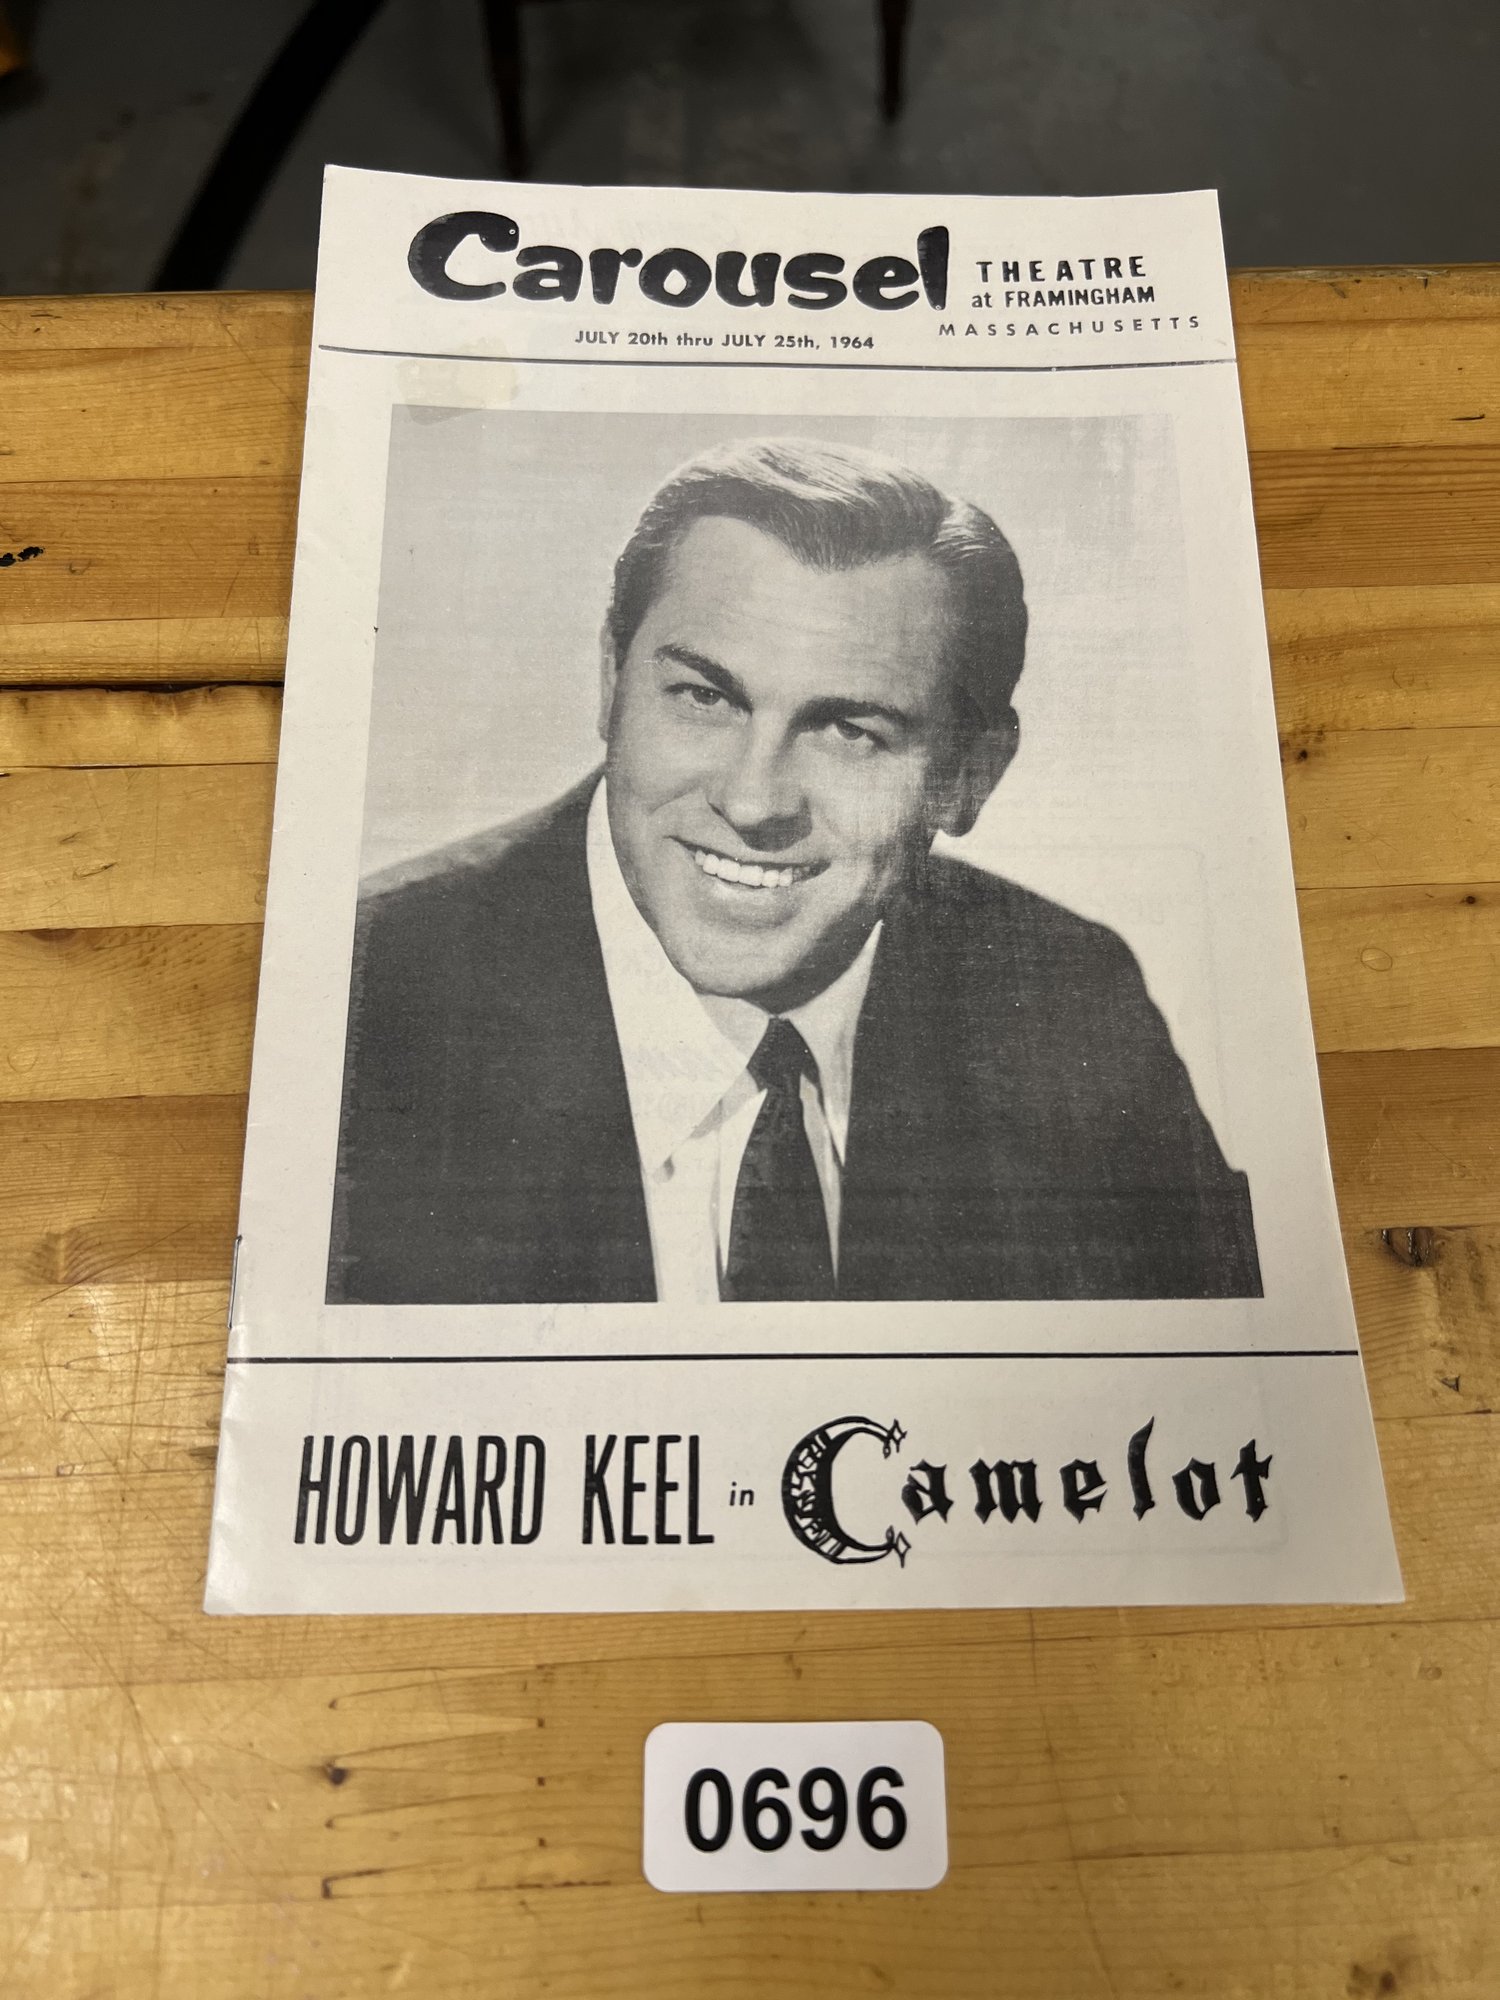 Carousel THEATRE
at FRAMINGHAM
MASSACHUSETTS
JULY 20th thru JULY 25th, 1964
HOWARD KEEL in Camelot
0696